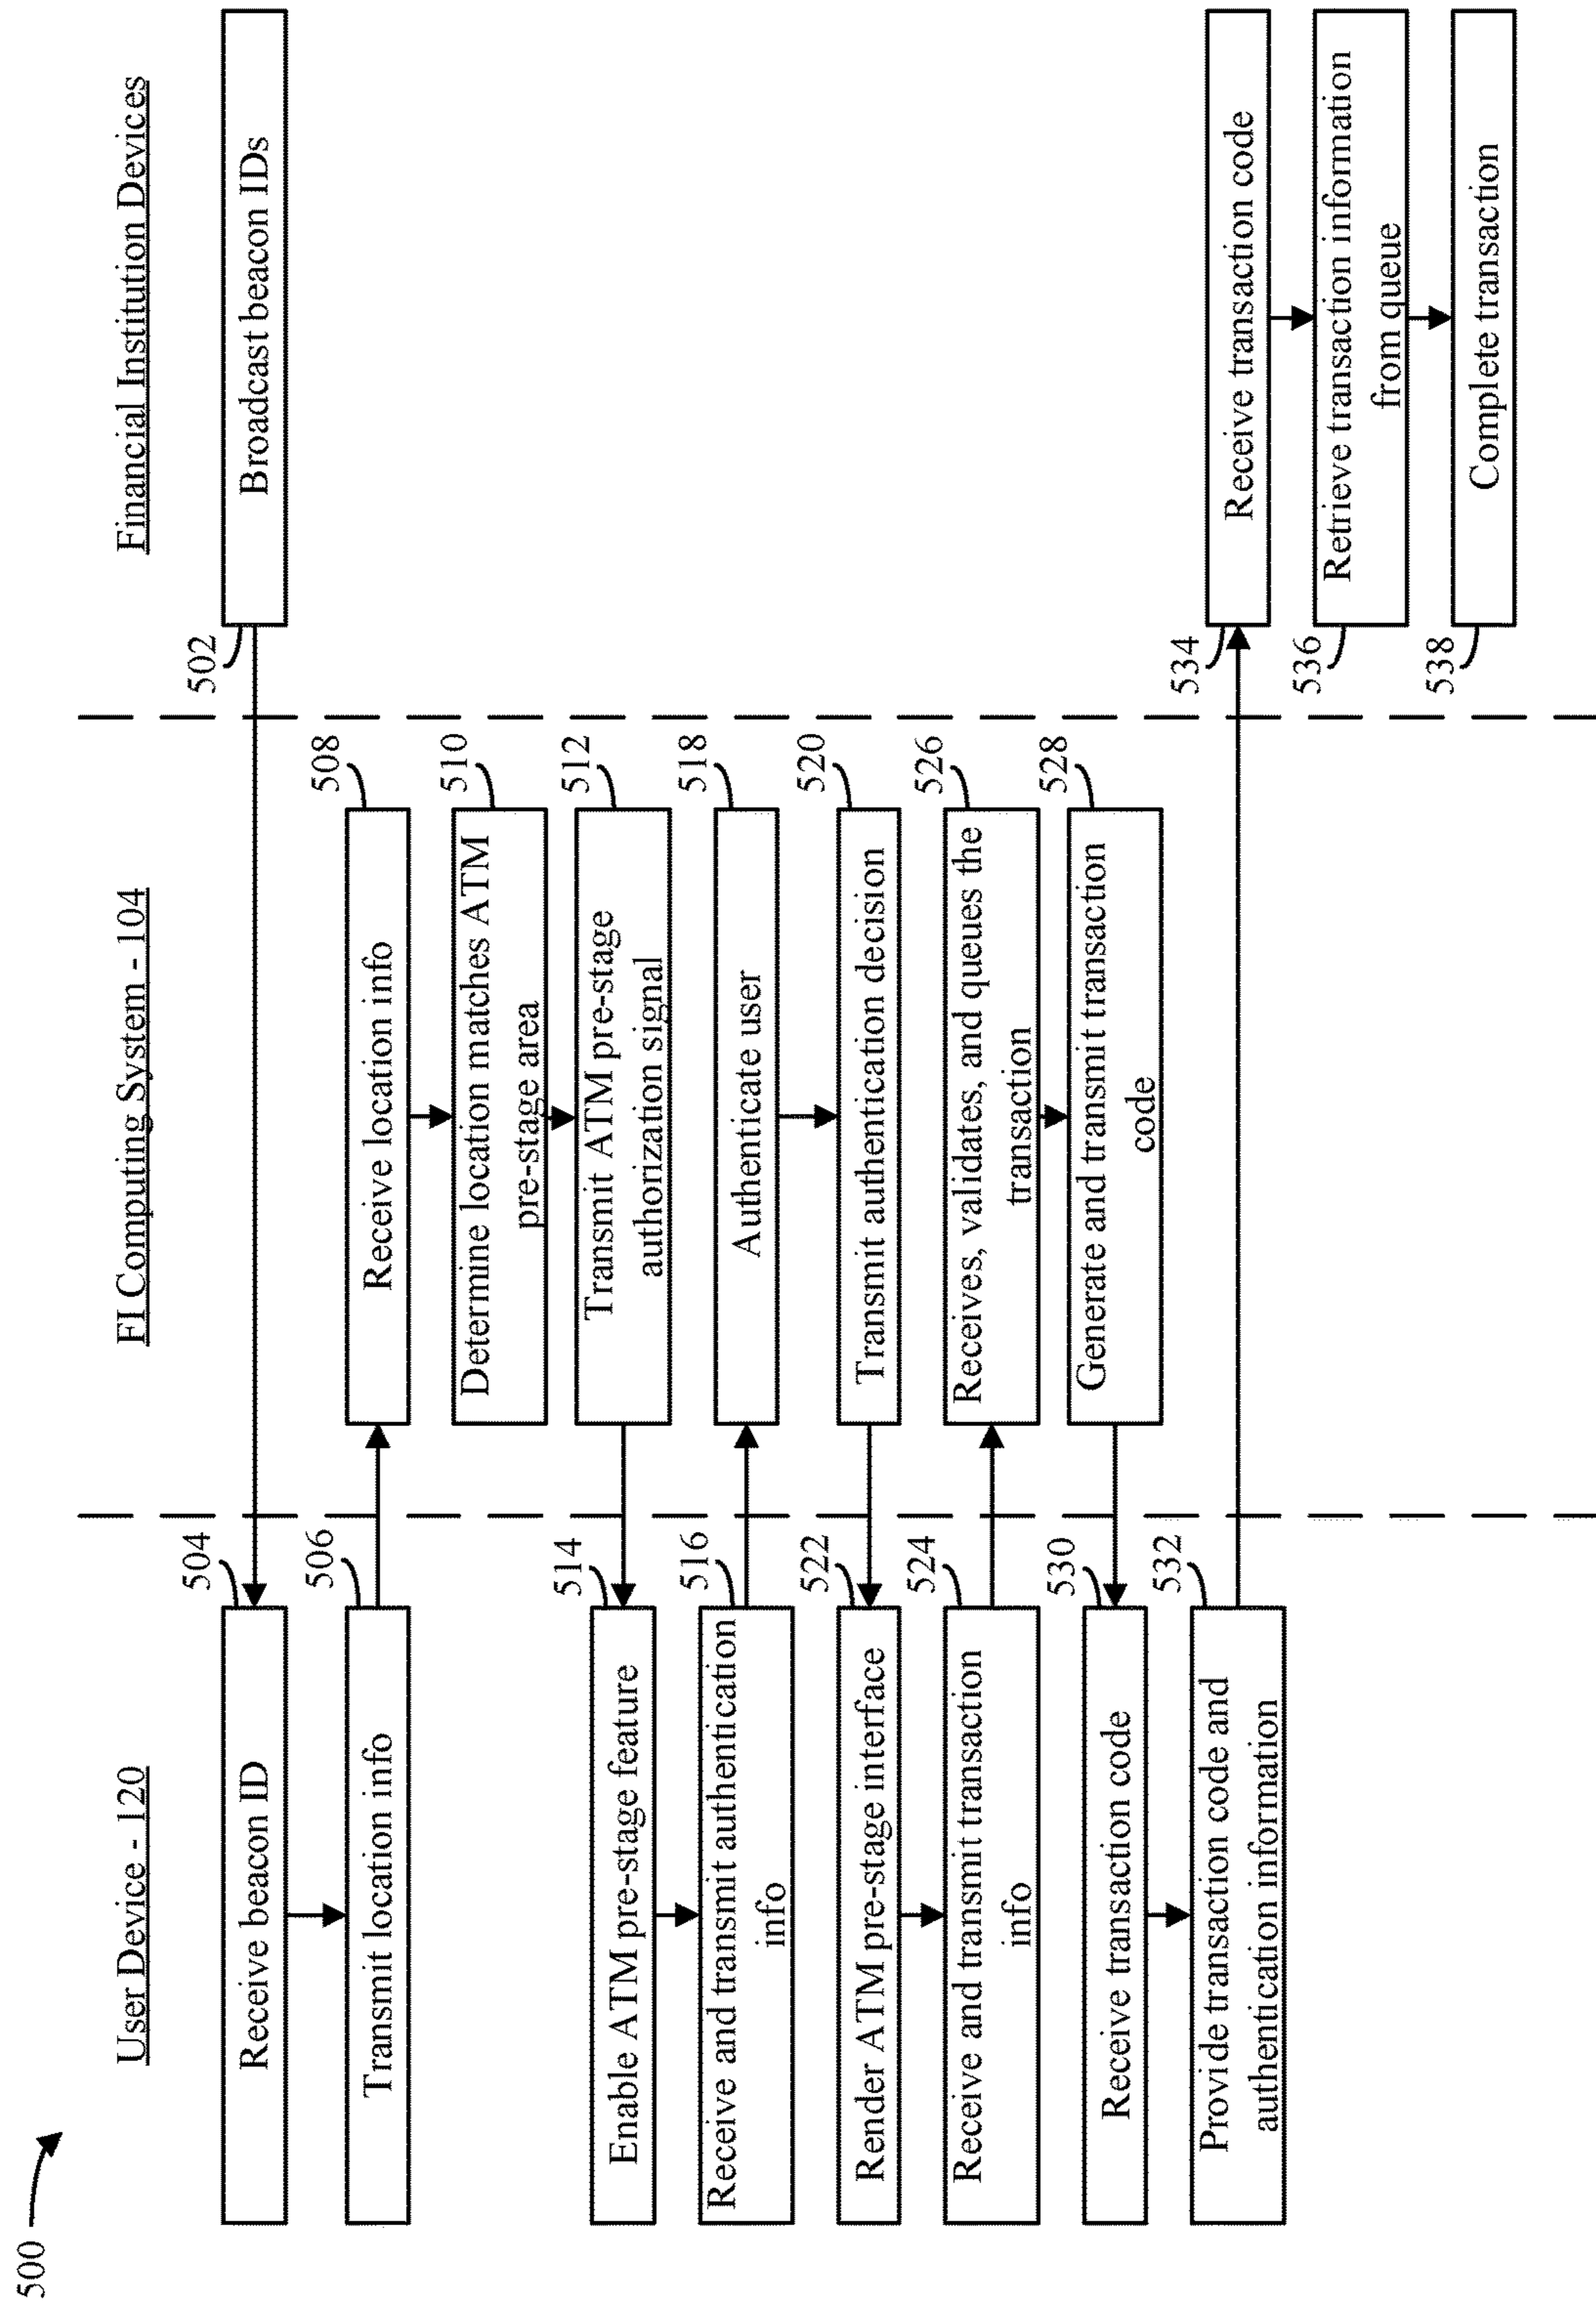 500
User Device - 120
FI Computing System - 104
Financial Institution Devices
502
Broadcast beacon IDs
504
Receive beacon ID
506
Transmit location info
508
Receive location info
510
Determine location matches ATM
pre-stage area
512
Transmit ATM pre-stage
authorization signal
514
Enable ATM pre-stage feature
516
Receive and transmit authentication
info
518
Authenticate user
520
Transmit authentication decision
522
Render ATM pre-stage interface
524
Receive and transmit transaction
info
526
Receives, validates, and queues the
transaction
528
Generate and transmit transaction
code
530
Receive transaction code
532
Provide transaction code and
authentication information
534
Receive transaction code
536
Retrieve transaction information
from queue
538
Complete transaction